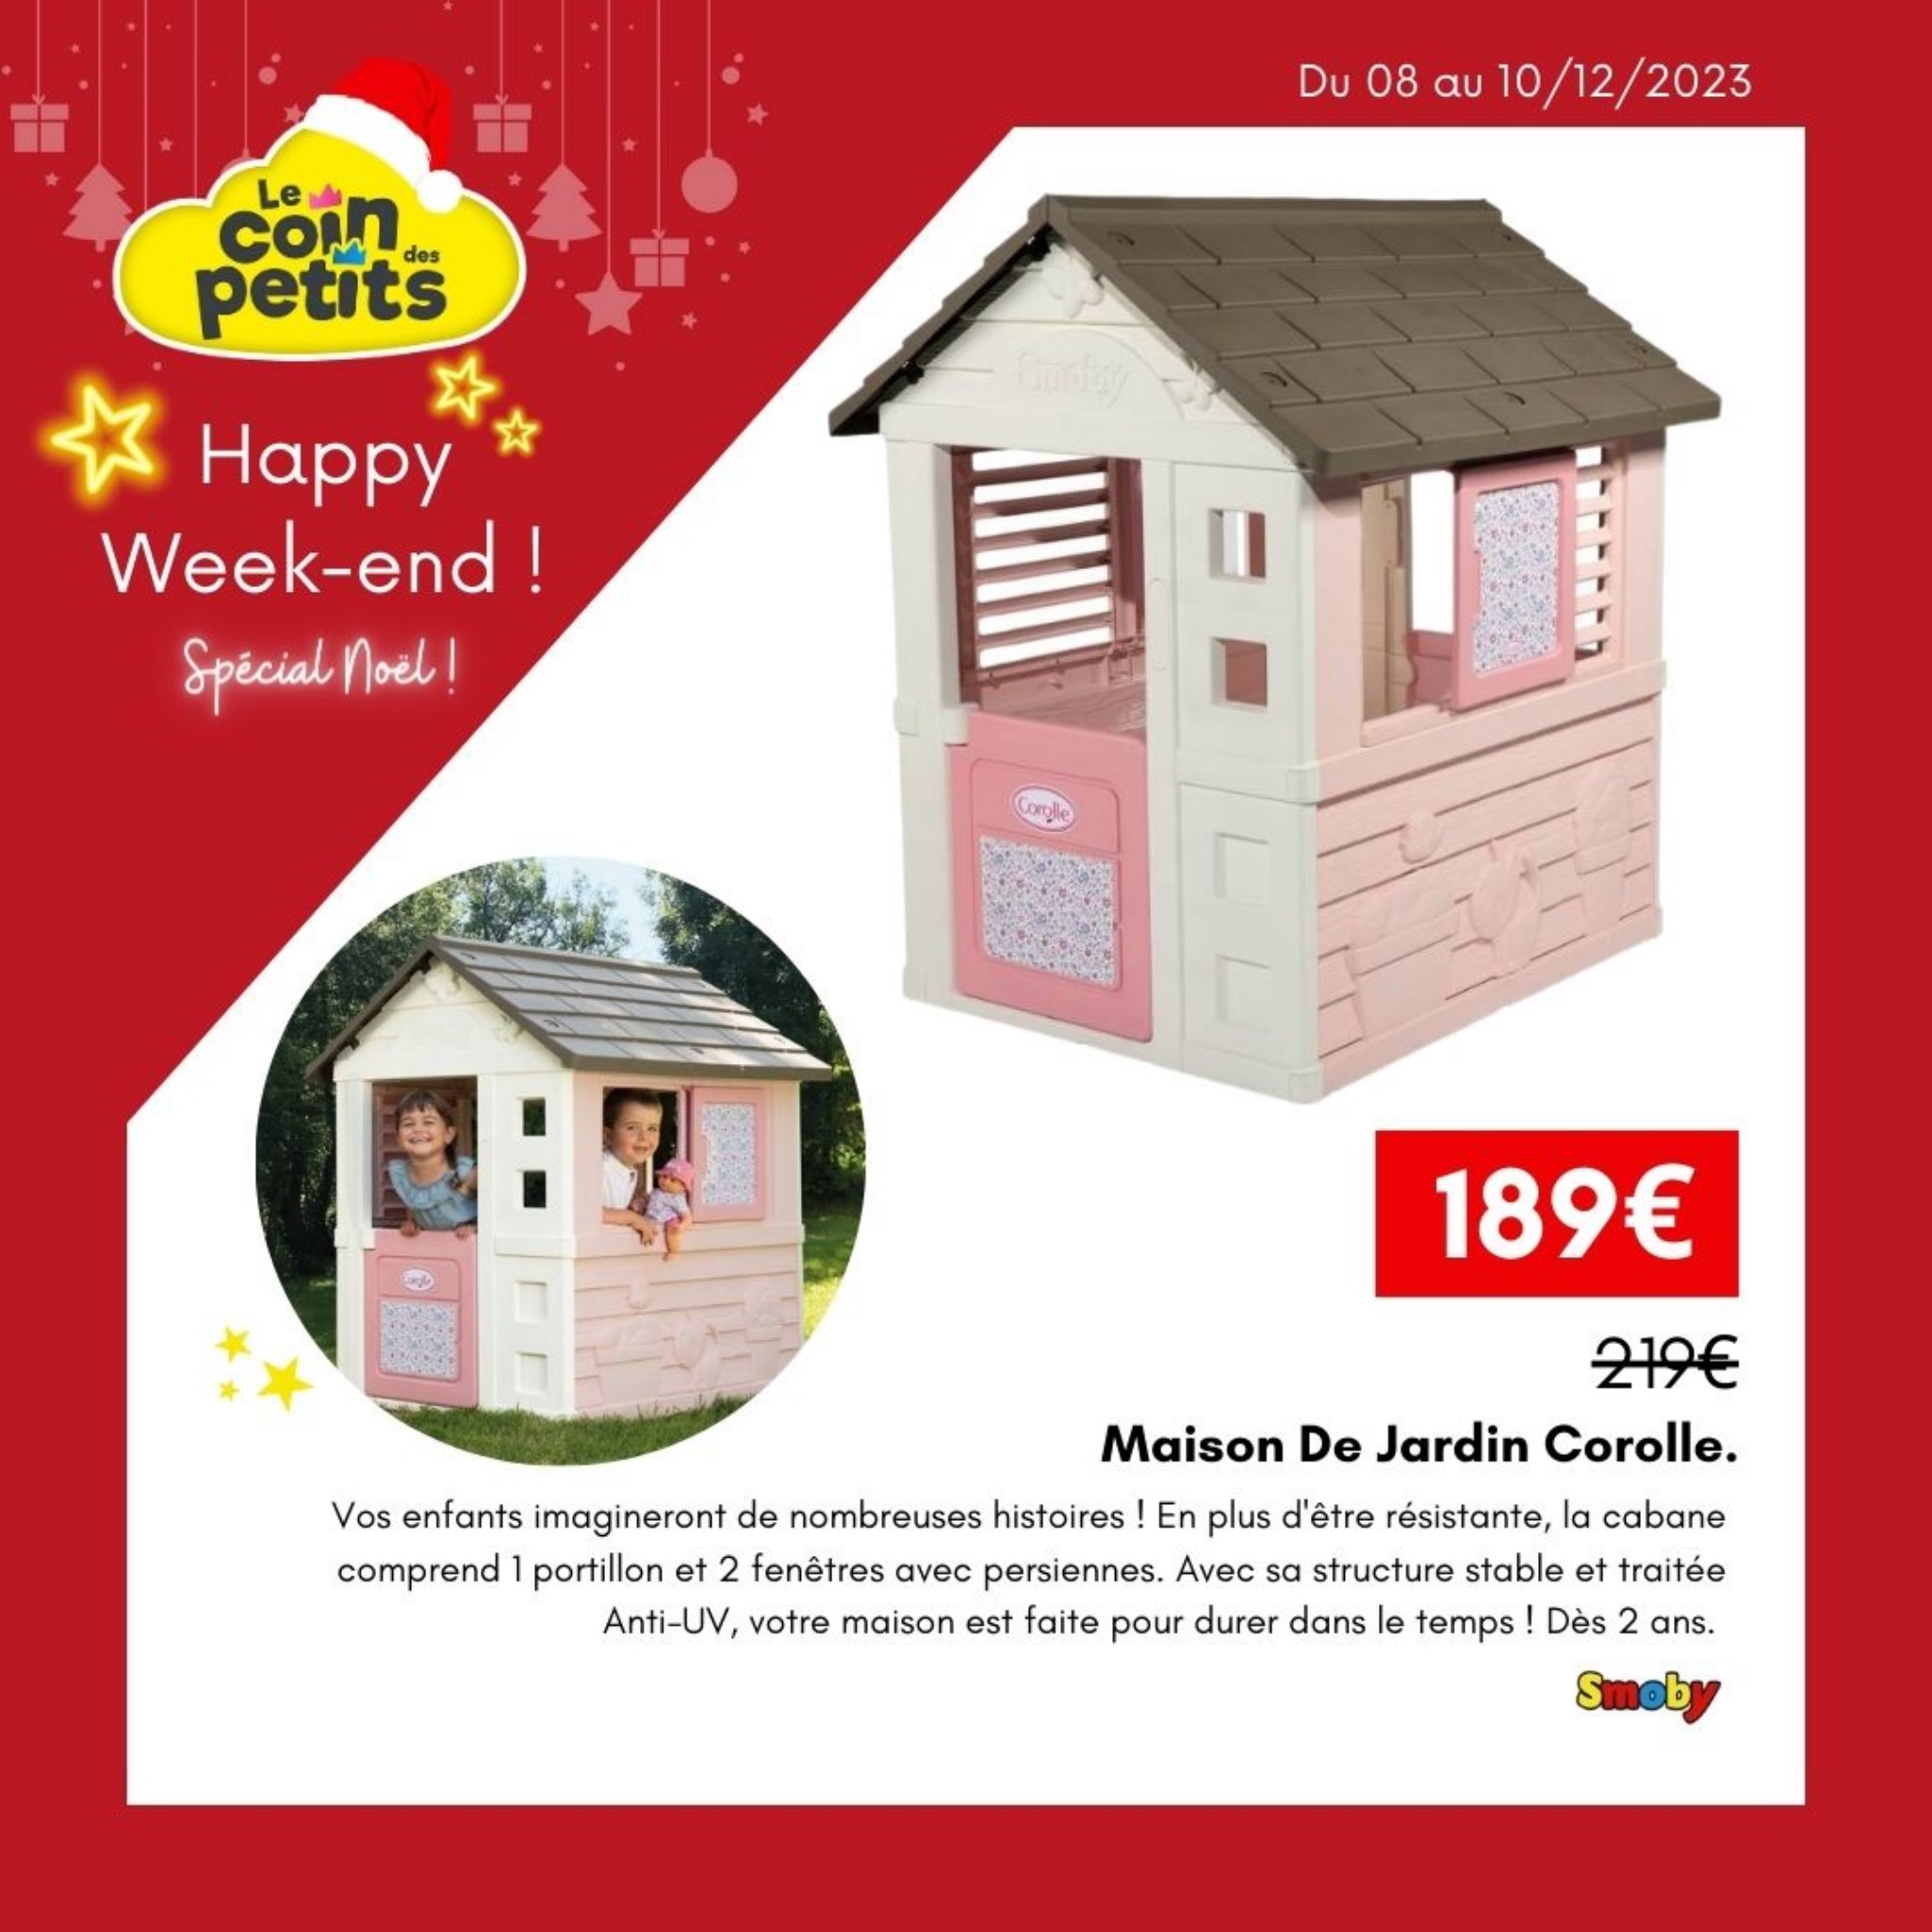 Du 08 au 10/12/2023
Le
coin
des
petits
Happy
Week-end !
Spécial Noël !
Smoby
Corolle
Corolle
189€
219€
Maison De Jardin Corolle.
Vos enfants imagineront de nombreuses histoires ! En plus d'être résistante, la cabane
comprend 1 portillon et 2 fenêtres avec persiennes. Avec sa structure stable et traitée
Anti-UV, votre maison est faite pour durer dans le temps ! Dès 2 ans.
Smoby